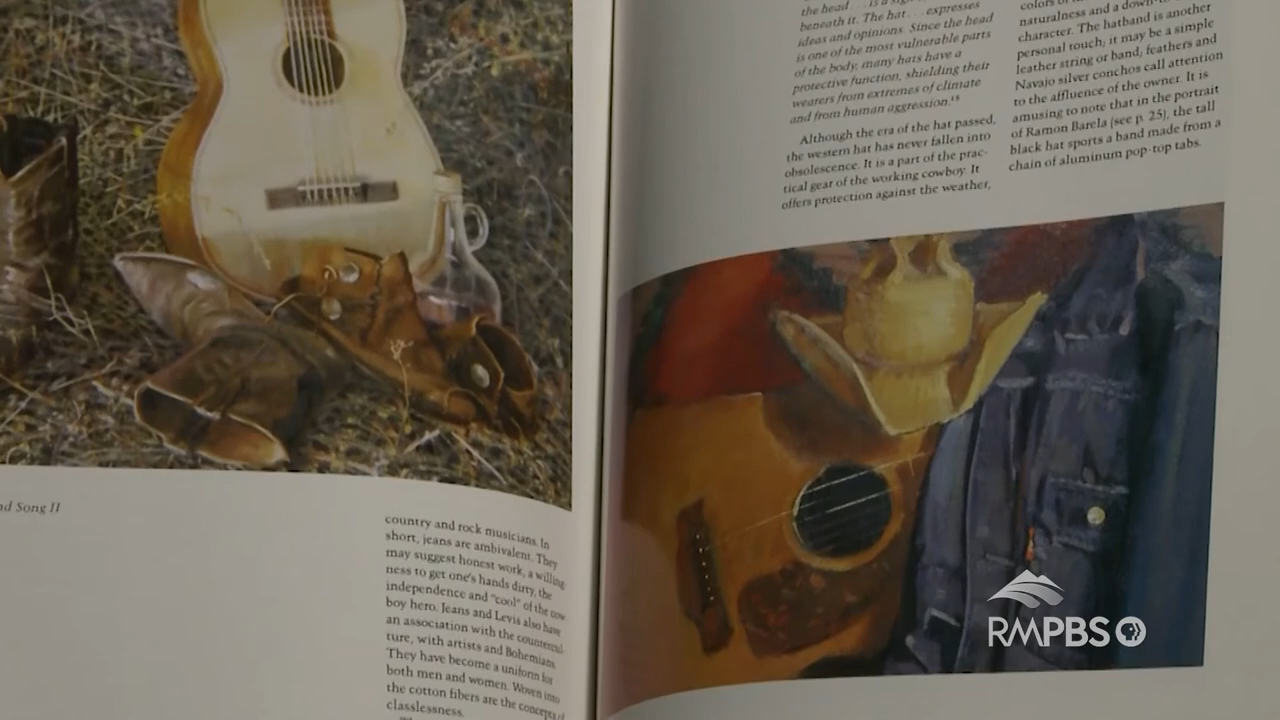 nd Song II
country and rock musicians. In
short, jeans are ambivalent. They
may suggest honest work, a willing-
ness to get one's hands dirty, the
independence and "cool" of the cow-
boy hero. Jeans and Levis also have
an association with the countercul-
ture, with artists and Bohemians.
They have become a uniform for
both men and women. Woven into
the cotton fibers are the concepts of
classlessness.
the head . . . is a
beneath it. The hat . . . expresses
ideas and opinions. Since the head
is one of the most vulnerable parts
of the body, many hats have a
protective function, shielding their
wearers from extremes of climate
and from human aggression.¹⁵
Although the era of the hat passed,
the western hat has never fallen into
obsolescence. It is a part of the prac-
tical gear of the working cowboy. It
offers protection against the weather,
colors of
naturalness and a down-to-
character. The hatband is another
personal touch; it may be a simple
leather string or band; feathers and
Navajo silver conchos call attention
to the affluence of the owner. It is
amusing to note that in the portrait
of Ramon Barela (see p. 25), the tall
black hat sports a band made from a
chain of aluminum pop-top tabs.
RMPBS